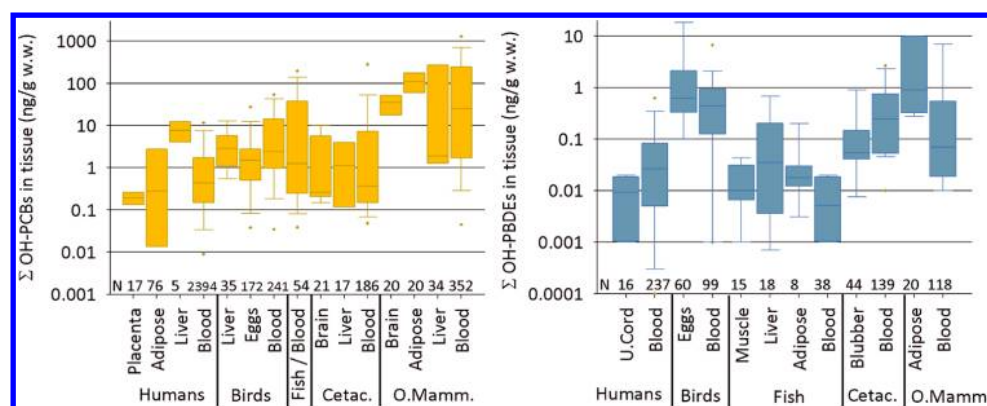 Σ OH-PCBs in tissue (ng/g w.w.)
1000
100
10
1
0.1
0.01
0.001
N 17 76 5 2394 35 172 241 54 21 17 186 20 20 34 352
Placenta Adipose Liver Blood Liver Eggs Blood Fish / Blood Brain Liver Blood Brain Adipose Liver Blood
Humans Birds Cetac. O.Mamm.
Σ OH-PBDEs in tissue (ng/g w.w.)
10
1
0.1
0.01
0.001
0.0001
N 16 237 60 99 15 18 8 38 44 139 20 118
U.Cord Blood Eggs Blood Muscle Liver Adipose Blood Blubber Blood Adipose Blood
Humans Birds Fish Cetac. O.Mamm.